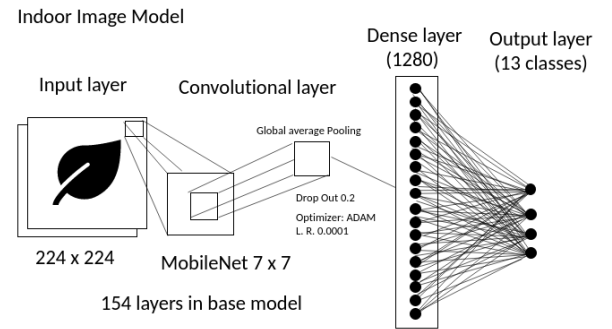 Indoor Image Model
Input layer
Convolutional layer
Dense layer
(1280)
Output layer
(13 classes)
Global average Pooling
Drop Out 0.2
Optimizer: ADAM
L. R. 0.0001
224 x 224
MobileNet 7 x 7
154 layers in base model